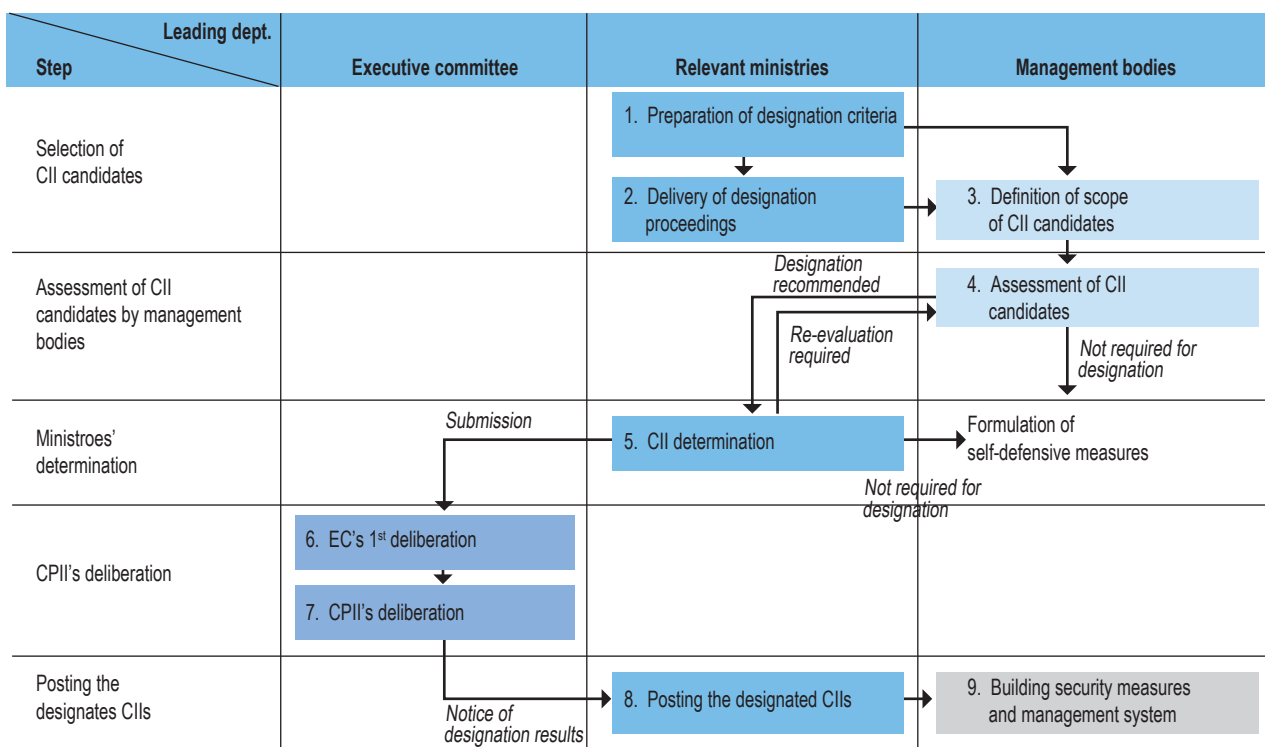 Leading dept.
Step
Executive committee
Relevant ministries
Management bodies
Selection of
CII candidates
1. Preparation of designation criteria
2. Delivery of designation
proceedings
3. Definition of scope
of CII candidates
Assessment of CII
candidates by management
bodies
Designation
recommended
4. Assessment of CII
candidates
Re-evaluation
required
Not required for
designation
Ministroes'
determination
Submission
5. CII determination
Formulation of
self-defensive measures
Not required for
designation
CPII's deliberation
6. EC's 1st deliberation
7. CPII's deliberation
Posting the
designates CIIs
Notice of
designation results
8. Posting the designated CIIs
9. Building security measures
and management system